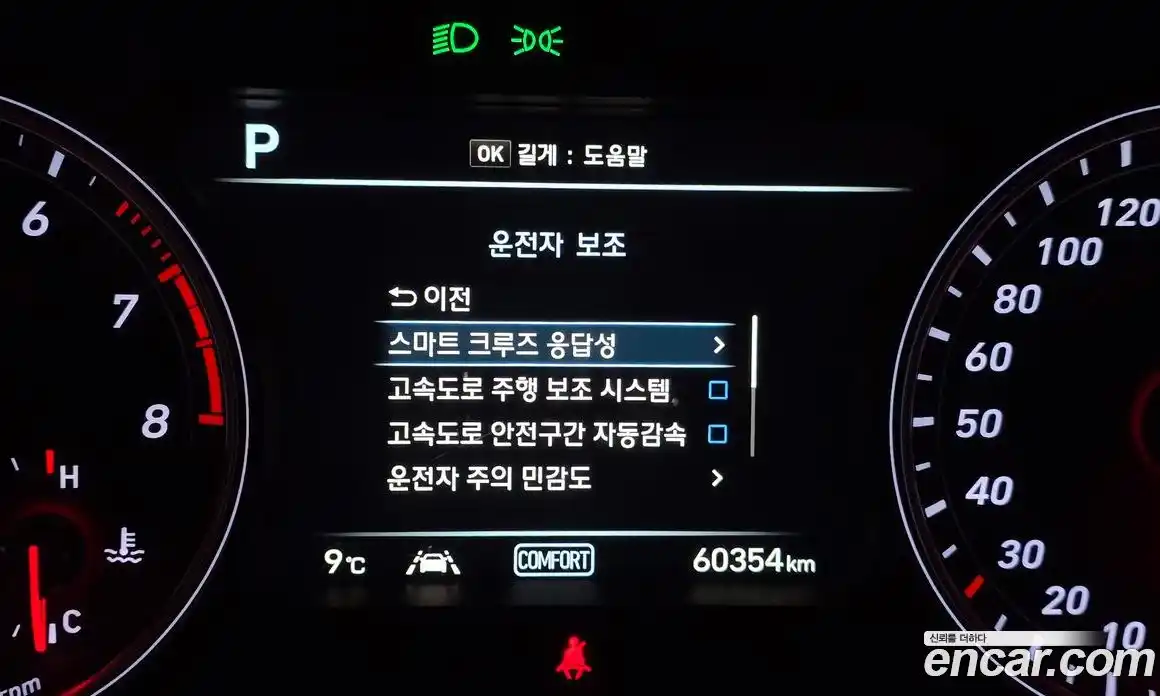 P
OK 길게 : 도움말
운전자 보조
이전
스마트 크루즈 응답성
고속도로 주행 보조 시스템
고속도로 안전구간 자동감속
운전자 주의 민감도
9℃
COMFORT
60354km
6
7
8
H
C
rpm
120
100
80
60
50
40
30
20
10
신뢰를 더하다
encar.com